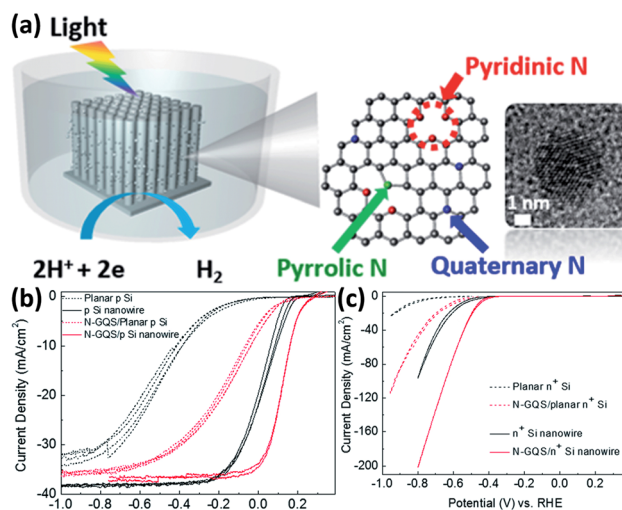 (a)
Light
Pyridinic N
1 nm
2H⁺ + 2e
H₂
Pyrrolic N
Quaternary N
(b)
0
-10
-20
-30
-40
Current Density (mA/cm²)
Planar p Si
p Si nanowire
N-GQS/Planar p Si
N-GQS/p Si nanowire
-1.0 -0.8 -0.6 -0.4 -0.2 0.0 0.2
(c)
0
-40
-80
-120
-160
-200
Current Density (mA/cm²)
Planar n⁺ Si
N-GQS/planar n⁺ Si
n⁺ Si nanowire
N-GQS/n⁺ Si nanowire
-1.0 -0.8 -0.6 -0.4 -0.2 0.0 0.2
Potential (V) vs. RHE